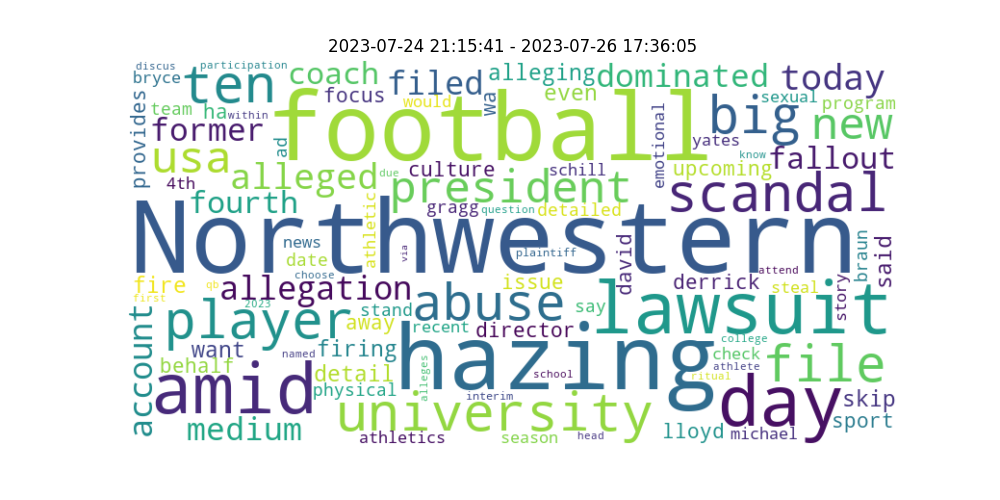 2023-07-24 21:15:41 - 2023-07-26 17:36:05
discus
participation
bryce
ten
coach
filed
alleging
dominated
today
provides
team
ha
within
focus
would
wa
even
big
sexual
program
new
former
ad
football
emotional
yates
know
fallout
usa
4th
alleged
due
culture
president
schill
upcoming
scandal
fourth
athletic
gragg
question
detailed
Northwestern
news
date
via
plaintiff
david
braun
said
choose
attend
fire
first
qb
2023
allegation
issue
derrick
steal
story
account
player
stand
abuse
say
lawsuit
away
recent
director
want
named
firing
hazing
college
check
file
behalf
amid
detail
physical
alleges
school
athlete
ritual
interim
day
skip
medium
university
sport
athletics
season
head
lloyd
michael